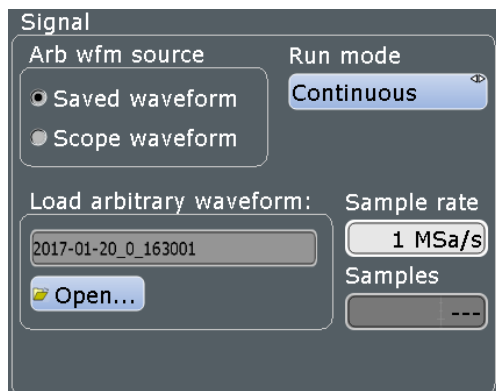 Signal
Arb wfm source
Saved waveform
Scope waveform
Run mode
Continuous
Load arbitrary waveform:
2017-01-20_0_163001
Open...
Sample rate
1 MSa/s
Samples
---